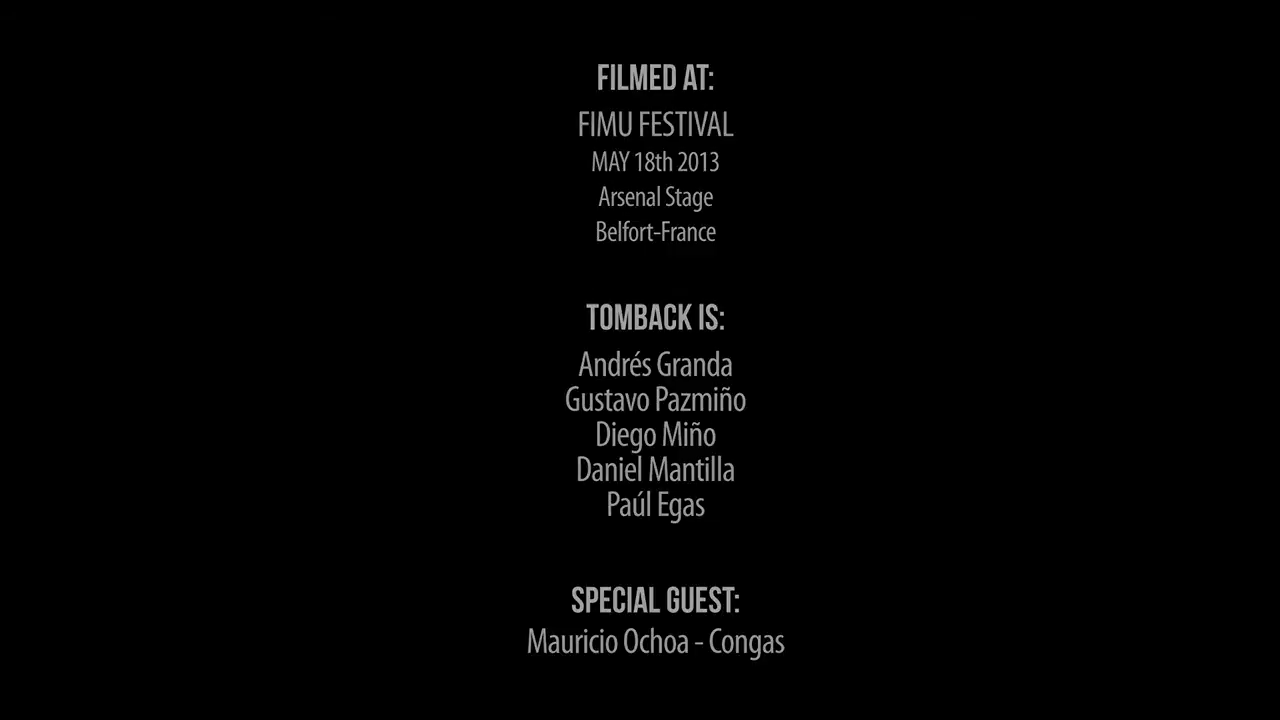 FILMED AT:
FIMU FESTIVAL
MAY 18th 2013
Arsenal Stage
Belfort-France
TOMBACK IS:
Andrés Granda
Gustavo Pazmiño
Diego Miño
Daniel Mantilla
Paúl Egas
SPECIAL GUEST:
Mauricio Ochoa - Congas